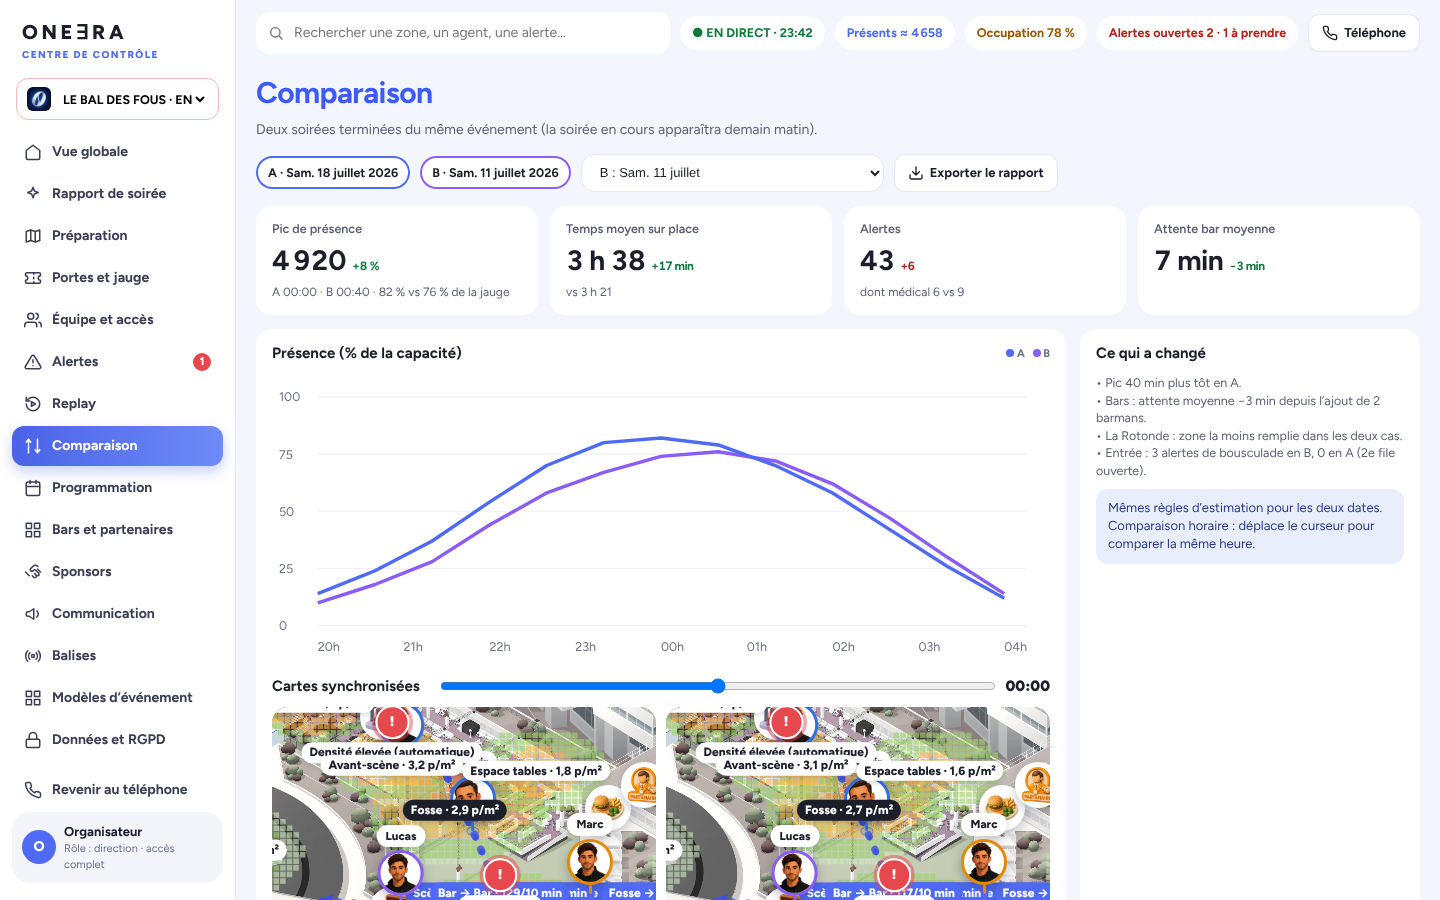 ONEƎRA
CENTRE DE CONTRÔLE
LE BAL DES FOUS · EN
Vue globale
Rapport de soirée
Préparation
Portes et jauge
Équipe et accès
Alertes
1
Replay
Comparaison
Programmation
Bars et partenaires
Sponsors
Communication
Balises
Modèles d’événement
Données et RGPD
Revenir au téléphone
O
Organisateur
Rôle : direction · accès
complet
Rechercher une zone, un agent, une alerte…
EN DIRECT · 23:42
Présents ≈ 4 658
Occupation 78 %
Alertes ouvertes 2 · 1 à prendre
Téléphone
Comparaison
Deux soirées terminées du même événement (la soirée en cours apparaîtra demain matin).
A · Sam. 18 juillet 2026
B · Sam. 11 juillet 2026
B : Sam. 11 juillet
Exporter le rapport
Pic de présence
4 920 +8 %
A 00:00 · B 00:40 · 82 % vs 76 % de la jauge
Temps moyen sur place
3 h 38 +17 min
vs 3 h 21
Alertes
43 +6
dont médical 6 vs 9
Attente bar moyenne
7 min −3 min
Présence (% de la capacité)
A B
100
75
50
25
0
20h 21h 22h 23h 00h 01h 02h 03h 04h
Ce qui a changé
• Pic 40 min plus tôt en A.
• Bars : attente moyenne −3 min depuis l’ajout de 2
barmans.
• La Rotonde : zone la moins remplie dans les deux cas.
• Entrée : 3 alertes de bousculade en B, 0 en A (2e file
ouverte).
Mêmes règles d’estimation pour les deux dates.
Comparaison horaire : déplace le curseur pour
comparer la même heure.
Cartes synchronisées
00:00
!
Densité élevée (automatique)
Avant-scène · 3,2 p/m²
Espace tables · 1,8 p/m²
Fosse · 2,9 p/m²
Lucas
Marc
m²
!
Bar →
/10 min
Fosse →
!
Densité élevée (automatique)
Avant-scène · 3,1 p/m²
Espace tables · 1,6 p/m²
Fosse · 2,7 p/m²
Lucas
Marc
m²
!
Bar →
/10 min
Fosse →